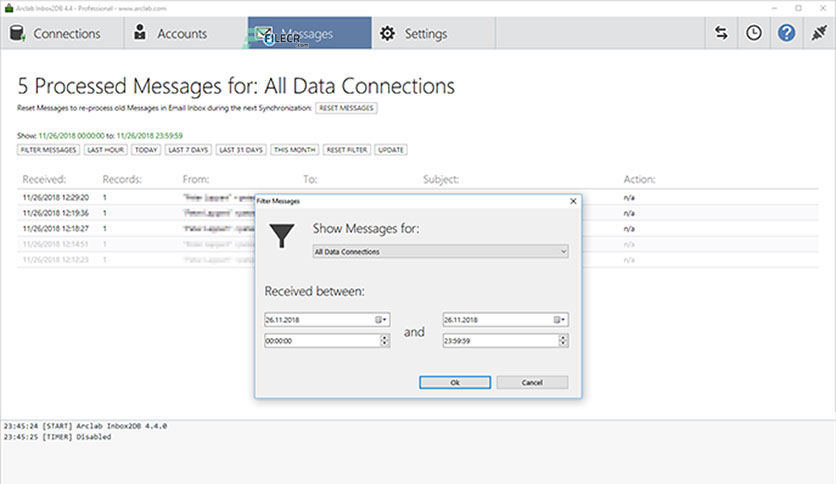 Arclab Inbox2DB 4.4 - Professional - www.arclab.com
Connections
Accounts
Messages
FILECR
.com
Settings
5 Processed Messages for: All Data Connections
Reset Messages to re-process old Messages in Email Inbox during the next Synchronization: RESET MESSAGES
Show: 11/26/2018 00:00:00 to: 11/26/2018 23:59:59
FILTER MESSAGES LAST HOUR TODAY LAST 7 DAYS LAST 31 DAYS THIS MONTH RESET FILTER UPDATE
Received: Records: From: To: Subject: Action:
11/26/2018 12:29:20 1 n/a
11/26/2018 12:19:36 1 n/a
11/26/2018 12:18:27 1 n/a
11/26/2018 12:14:51 1 n/a
11/26/2018 12:12:23 1 n/a
Filter Messages
Show Messages for:
All Data Connections
Received between:
26.11.2018
00:00:00
and
26.11.2018
23:59:59
Ok Cancel
23:45:24 [START] Arclab Inbox2DB 4.4.0
23:45:25 [TIMER] Disabled